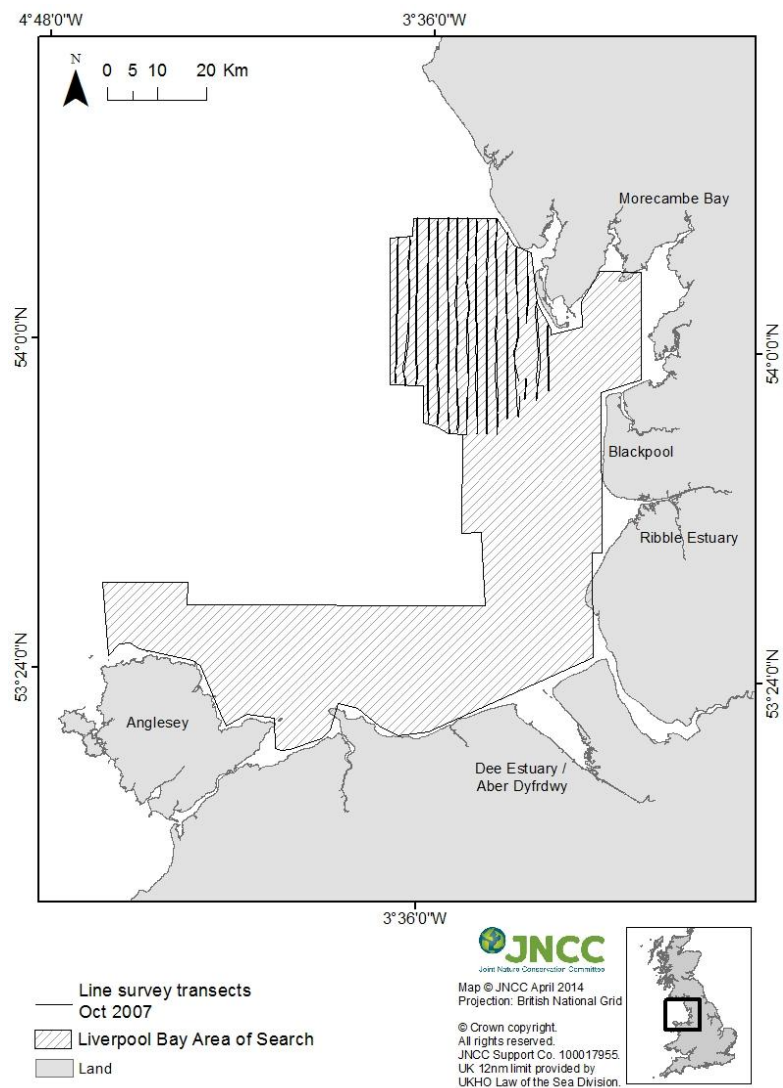 4°48'0"W
3°36'0"W
N
0 5 10 20 Km
Morecambe Bay
54°0'0"N
54°0'0"N
Blackpool
Ribble Estuary
53°24'0"N
53°24'0"N
Anglesey
Dee Estuary /
Aber Dyfrdwy
3°36'0"W
JNCC
Joint Nature Conservation Committee
Line survey transects
Oct 2007
Liverpool Bay Area of Search
Land
Map © JNCC April 2014
Projection: British National Grid
© Crown copyright.
All rights reserved.
JNCC Support Co. 100017955.
UK 12nm limit provided by
UKHO Law of the Sea Division.